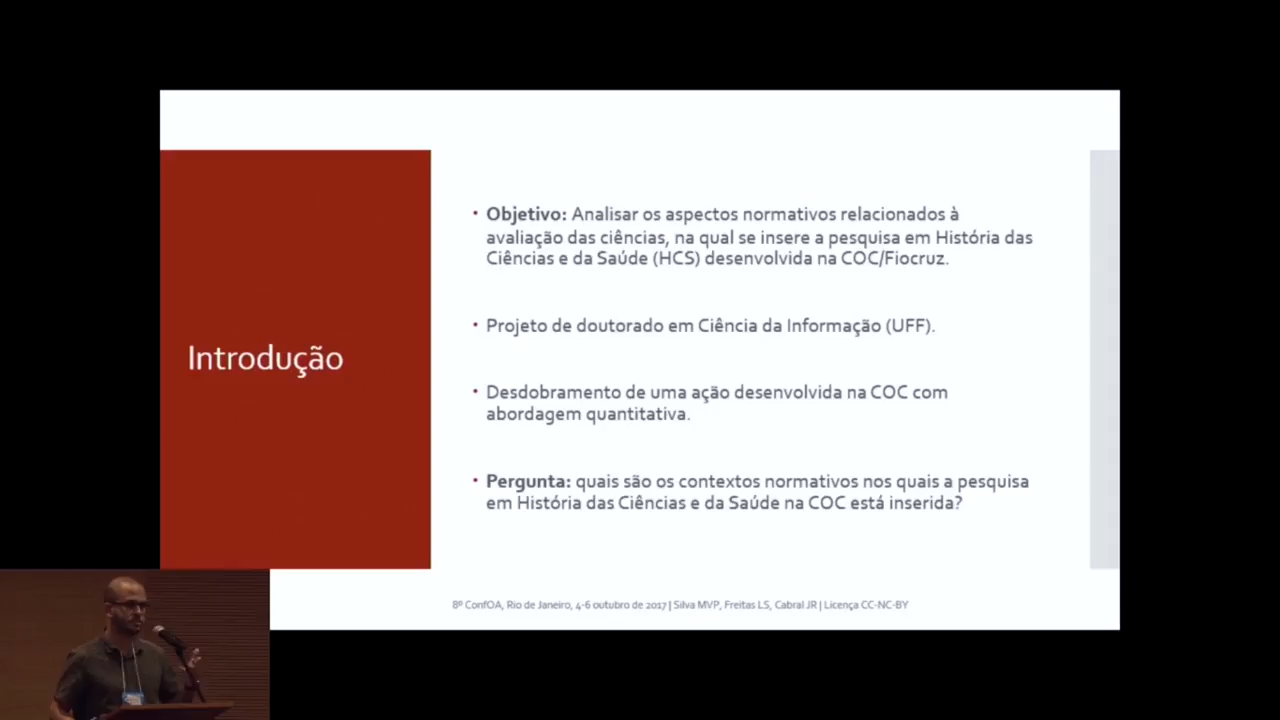 Introdução
• Objetivo: Analisar os aspectos normativos relacionados à
avaliação das ciências, na qual se insere a pesquisa em História das
Ciências e da Saúde (HCS) desenvolvida na COC/Fiocruz.
• Projeto de doutorado em Ciência da Informação (UFF).
• Desdobramento de uma ação desenvolvida na COC com
abordagem quantitativa.
• Pergunta: quais são os contextos normativos nos quais a pesquisa
em História das Ciências e da Saúde na COC está inserida?
8º ConfOA, Rio de Janeiro, 4-6 outubro de 2017 | Silva MVP, Freitas LS, Cabral JR | Licença CC-NC-BY